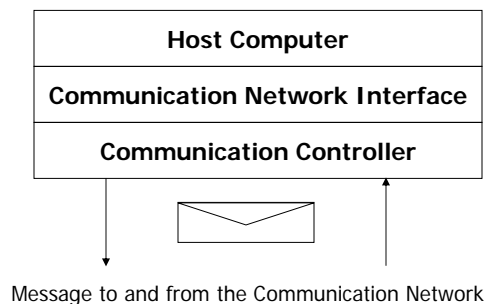 Host Computer
Communication Network Interface
Communication Controller
Message to and from the Communication Network